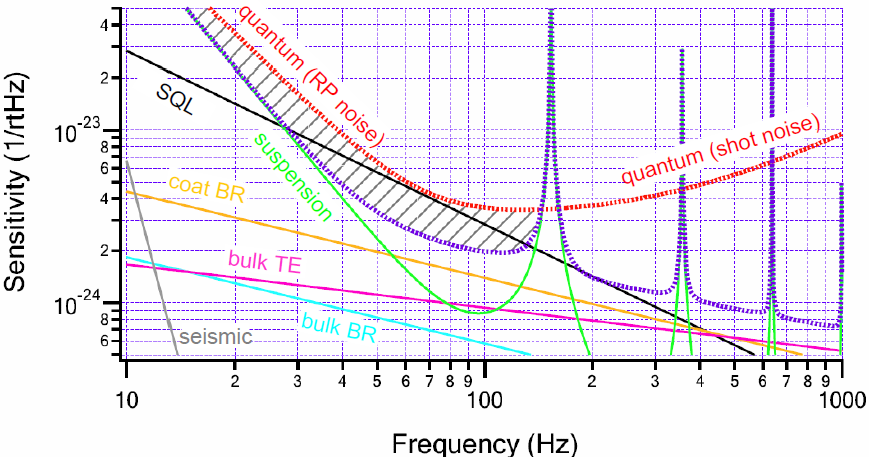 4
quantum (RP noise)
2
SQL
10-23
8
6
suspension
quantum (shot noise)
4
coat BR
2
bulk TE
10-24
8
seismic
bulk BR
6
Sensitivity (1/rtHz)
2 3 4 5 6 7 8 9 2 3 4 5 6 7 8 9
10 100 1000
Frequency (Hz)